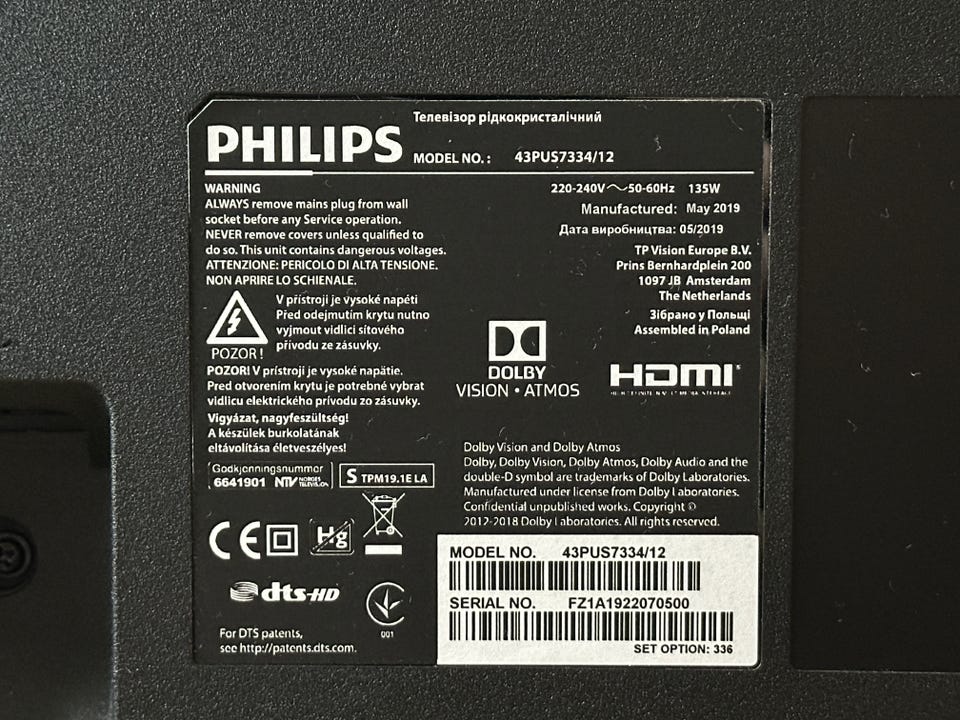 Телевізор рідкокристалічний
PHILIPS
MODEL NO. : 43PUS7334/12
WARNING
ALWAYS remove mains plug from wall
socket before any Service operation.
NEVER remove covers unless qualified to
do so. This unit contains dangerous voltages.
ATTENZIONE: PERICOLO DI ALTA TENSIONE.
NON APRIRE LO SCHIENALE.
220-240V～50-60Hz 135W
Manufactured: May 2019
Дата виробництва: 05/2019
TP Vision Europe B.V.
Prins Bernhardplein 200
1097 JB Amsterdam
The Netherlands
Зібрано у Польщі
Assembled in Poland
V přístroji je vysoké napětí
Před odejmutím krytu nutno
vyjmout vidlici síťového
přívodu ze zásuvky.
POZOR !
POZOR! V prístroji je vysoké napätie.
Pred otvorením krytu je potrebné vybrat
vidlicu elektrického prívodu zo zásuvky.
Vigyázat, nagyfeszültség!
A készülek burkolatának
eltávolítása életveszélyes!
DOLBY
VISION • ATMOS
HDMI
Godkjenningsnummer
6641901 NTV NORGES
TELEVISION
S TPM19.1E LA
Dolby Vision and Dolby Atmos
Dolby, Dolby Vision, Dolby Atmos, Dolby Audio and the
double-D symbol are trademarks of Dolby Laboratories.
Manufactured under license from Dolby Laboratories.
Confidential unpublished works. Copyright ©
2012-2018 Dolby Laboratories. All rights reserved.
CE
Hg
dts-HD
001
For DTS patents,
see http://patents.dts.com.
MODEL NO. 43PUS7334/12
SERIAL NO. FZ1A1922070500
SET OPTION: 336